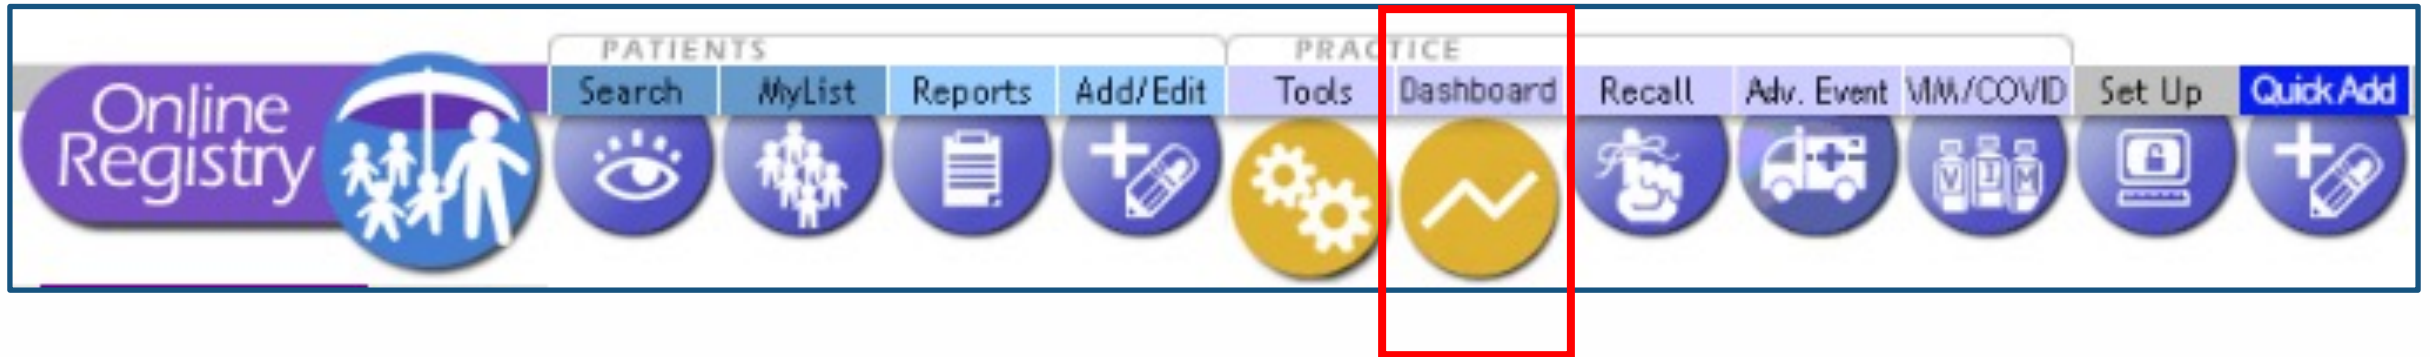 Online
Registry
PATIENTS
PRACTICE
Search MyList Reports Add/Edit Tools Dashboard Recall Adv. Event VIM/COVID Set Up Quick Add
V I M